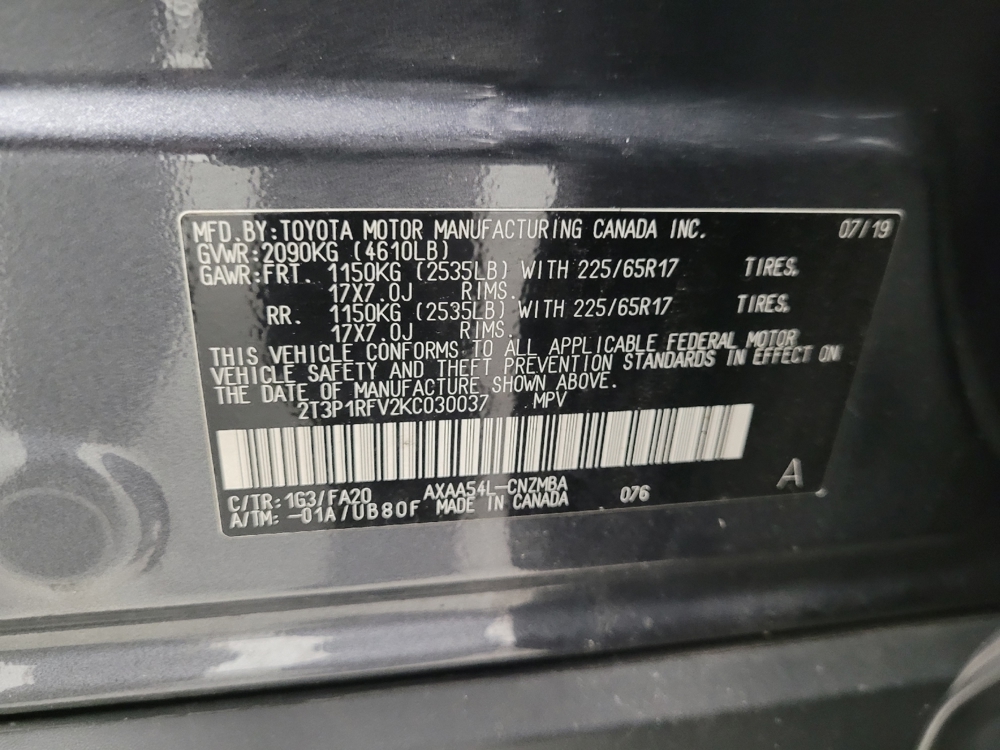 MFD. BY: TOYOTA MOTOR MANUFACTURING CANADA INC. 07/19
GVWR: 2090KG (4610LB)
GAWR: FRT. 1150KG (2535LB) WITH 225/65R17 TIRES.
17X7.0J RIMS.
RR. 1150KG (2535LB) WITH 225/65R17 TIRES.
17X7.0J RIMS.
THIS VEHICLE CONFORMS TO ALL APPLICABLE FEDERAL MOTOR
VEHICLE SAFETY AND THEFT PREVENTION STANDARDS IN EFFECT ON
THE DATE OF MANUFACTURE SHOWN ABOVE.
2T3P1RFV2KC030037 MPV
A
C/TR: 1G3/FA20 AXAA54L-CNZMBA 076
A/TM: -01A/UB80F MADE IN CANADA